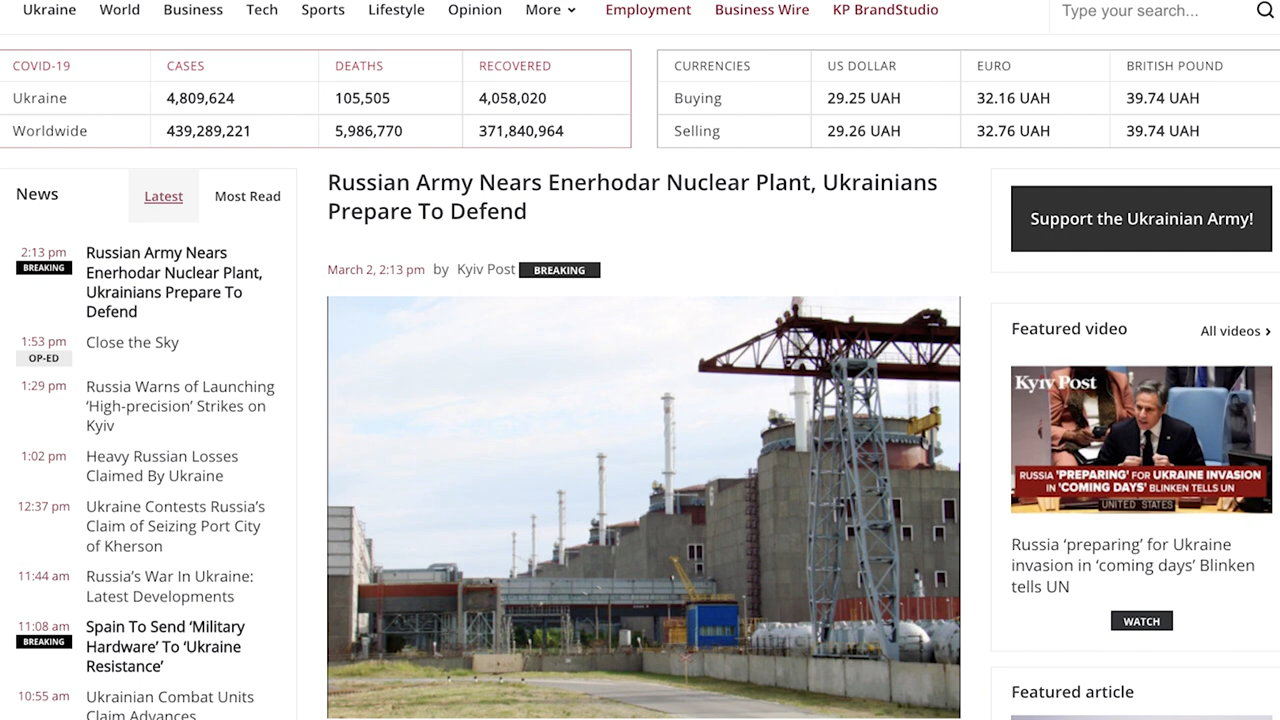 Ukraine World Business Tech Sports Lifestyle Opinion More Employment Business Wire KP BrandStudio Type your search...
COVID-19 CASES DEATHS RECOVERED
Ukraine 4,809,624 105,505 4,058,020
Worldwide 439,289,221 5,986,770 371,840,964
CURRENCIES US DOLLAR EURO BRITISH POUND
Buying 29.25 UAH 32.16 UAH 39.74 UAH
Selling 29.26 UAH 32.76 UAH 39.74 UAH
News Latest Most Read
2:13 pm Russian Army Nears
BREAKING Enerhodar Nuclear Plant,
Ukrainians Prepare To
Defend
1:53 pm Close the Sky
OP-ED
1:29 pm Russia Warns of Launching
‘High-precision’ Strikes on
Kyiv
1:02 pm Heavy Russian Losses
Claimed By Ukraine
12:37 pm Ukraine Contests Russia’s
Claim of Seizing Port City
of Kherson
11:44 am Russia’s War In Ukraine:
Latest Developments
11:08 am Spain To Send ‘Military
BREAKING Hardware’ To ‘Ukraine
Resistance’
10:55 am Ukrainian Combat Units
Claim Advances
Russian Army Nears Enerhodar Nuclear Plant, Ukrainians
Prepare To Defend
March 2, 2:13 pm by Kyiv Post BREAKING
Support the Ukrainian Army!
Featured video All videos ›
Kyiv Post
RUSSIA 'PREPARING' FOR UKRAINE INVASION
IN 'COMING DAYS' BLINKEN TELLS UN
UNITED STATES
Russia ‘preparing’ for Ukraine
invasion in ‘coming days’ Blinken
tells UN
WATCH
Featured article